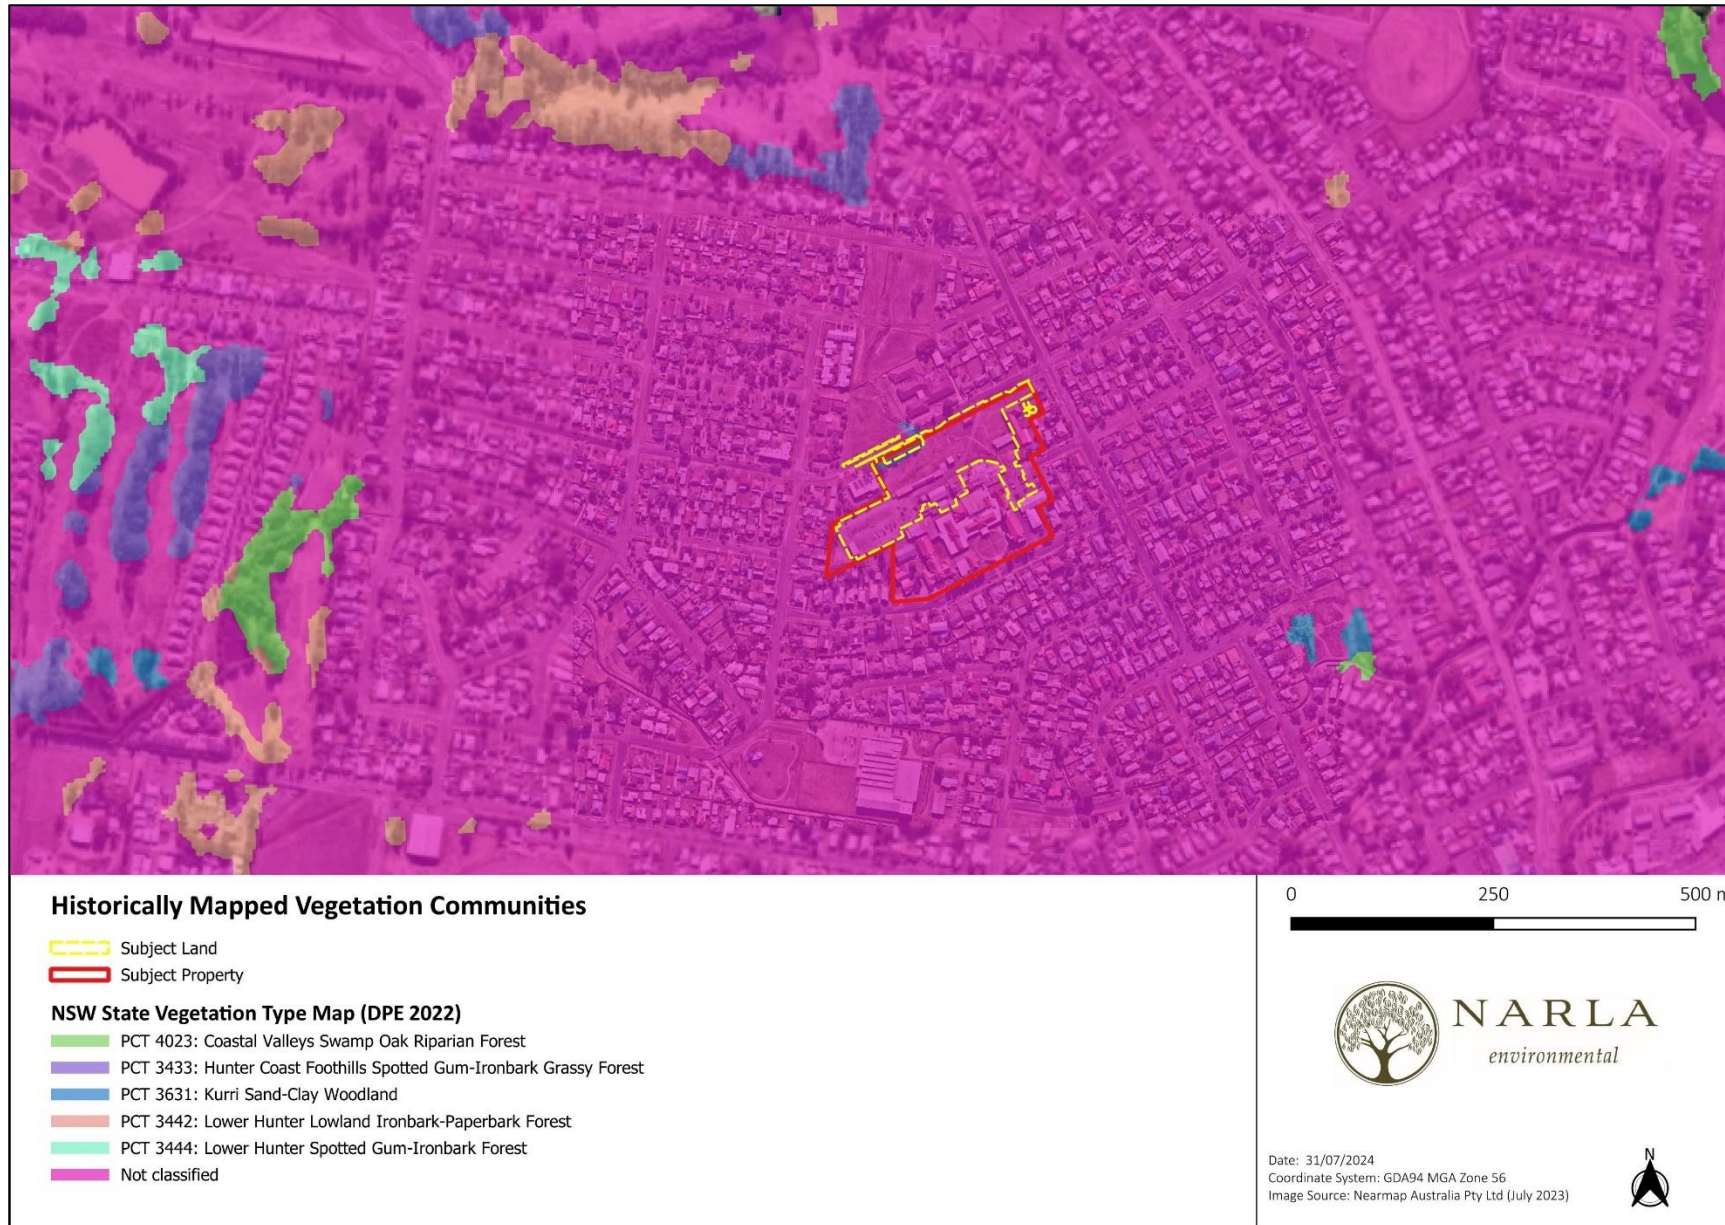 Historically Mapped Vegetation Communities
Subject Land
Subject Property
NSW State Vegetation Type Map (DPE 2022)
PCT 4023: Coastal Valleys Swamp Oak Riparian Forest
PCT 3433: Hunter Coast Foothills Spotted Gum-Ironbark Grassy Forest
PCT 3631: Kurri Sand-Clay Woodland
PCT 3442: Lower Hunter Lowland Ironbark-Paperbark Forest
PCT 3444: Lower Hunter Spotted Gum-Ironbark Forest
Not classified
0 250 500 m
NARLA
environmental
Date: 31/07/2024
Coordinate System: GDA94 MGA Zone 56
Image Source: Nearmap Australia Pty Ltd (July 2023)
N